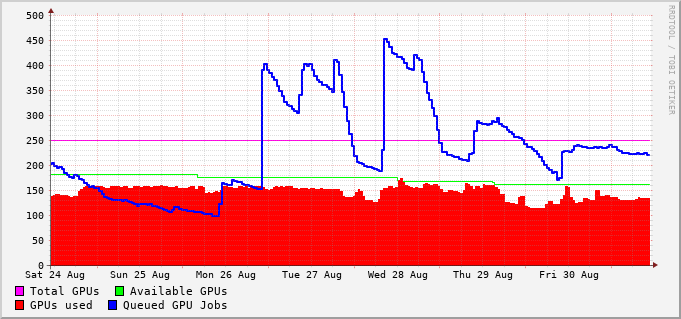 500
450
400
350
300
250
200
150
100
50
0
Sat 24 Aug Sun 25 Aug Mon 26 Aug Tue 27 Aug Wed 28 Aug Thu 29 Aug Fri 30 Aug
Total GPUs Available GPUs
GPUs used Queued GPU Jobs
RRDTOOL / TOBI OETIKER